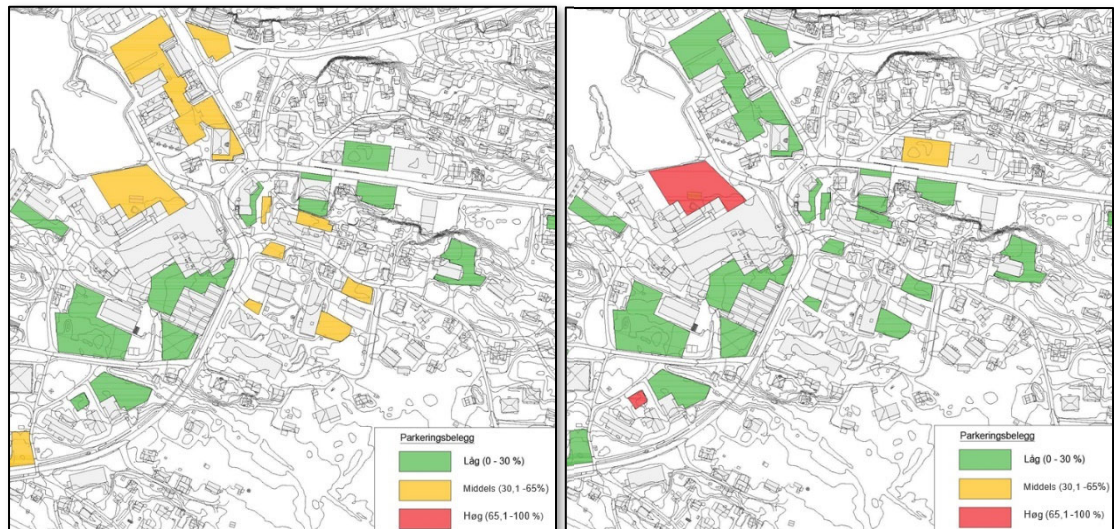 Parkeringsbelegg
Låg (0 - 30 %)
Middels (30,1 -65%)
Høg (65,1 -100 %)
Parkeringsbelegg
Låg (0 - 30 %)
Middels (30,1 -65%)
Høg (65,1 -100 %)